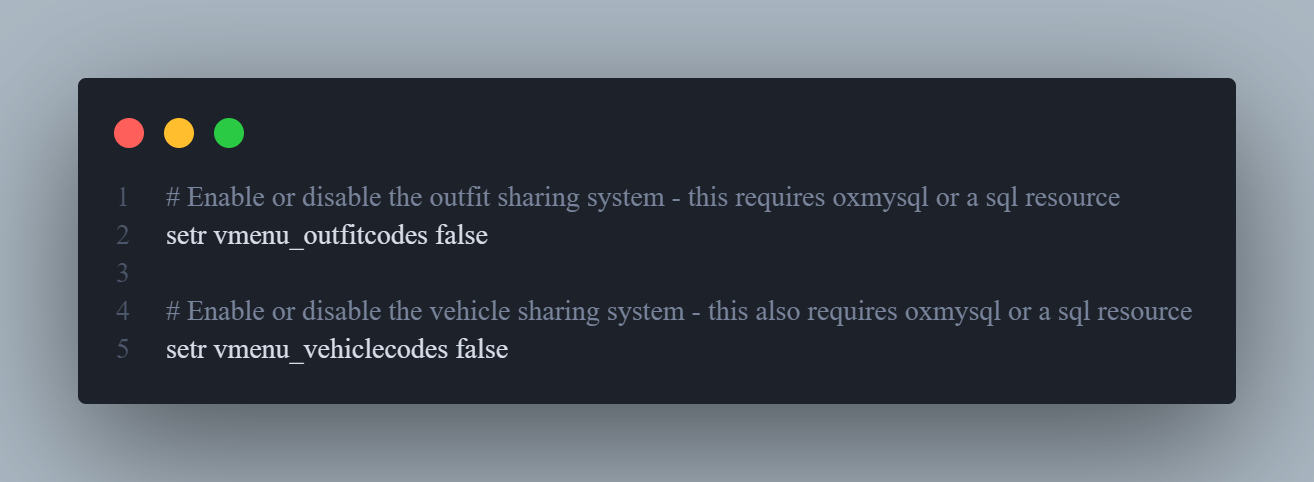 1 # Enable or disable the outfit sharing system - this requires oxmysql or a sql resource
2 setr vmenu_outfitcodes false
3
4 # Enable or disable the vehicle sharing system - this also requires oxmysql or a sql resource
5 setr vmenu_vehiclecodes false